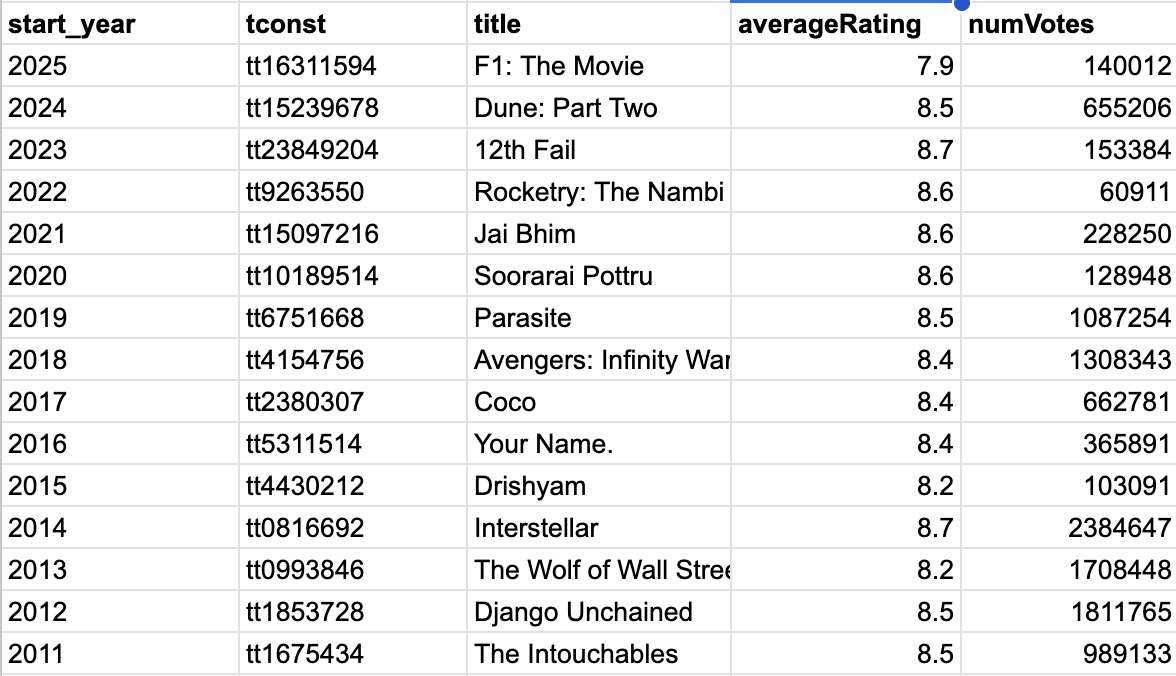 start_year tconst title averageRating numVotes
2025 tt16311594 F1: The Movie 7.9 140012
2024 tt15239678 Dune: Part Two 8.5 655206
2023 tt23849204 12th Fail 8.7 153384
2022 tt9263550 Rocketry: The Nambi 8.6 60911
2021 tt15097216 Jai Bhim 8.6 228250
2020 tt10189514 Soorarai Pottru 8.6 128948
2019 tt6751668 Parasite 8.5 1087254
2018 tt4154756 Avengers: Infinity War 8.4 1308343
2017 tt2380307 Coco 8.4 662781
2016 tt5311514 Your Name. 8.4 365891
2015 tt4430212 Drishyam 8.2 103091
2014 tt0816692 Interstellar 8.7 2384647
2013 tt0993846 The Wolf of Wall Stree 8.2 1708448
2012 tt1853728 Django Unchained 8.5 1811765
2011 tt1675434 The Intouchables 8.5 989133